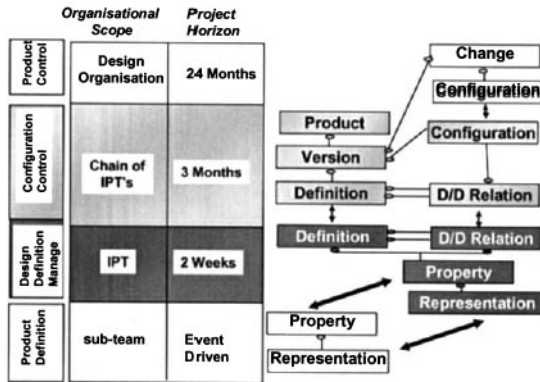 Organisational
Scope
Project
Horizon
Product
Control
Design
Organisation
24 Months
Configuration
Control
Chain of
IPT's
3 Months
Design
Definition
Manage
IPT
2 Weeks
Product
Definition
sub-team
Event
Driven
Change
Configuration
Product
Configuration
Version
Definition
D/D Relation
Definition
D/D Relation
Property
Representation
Property
Representation